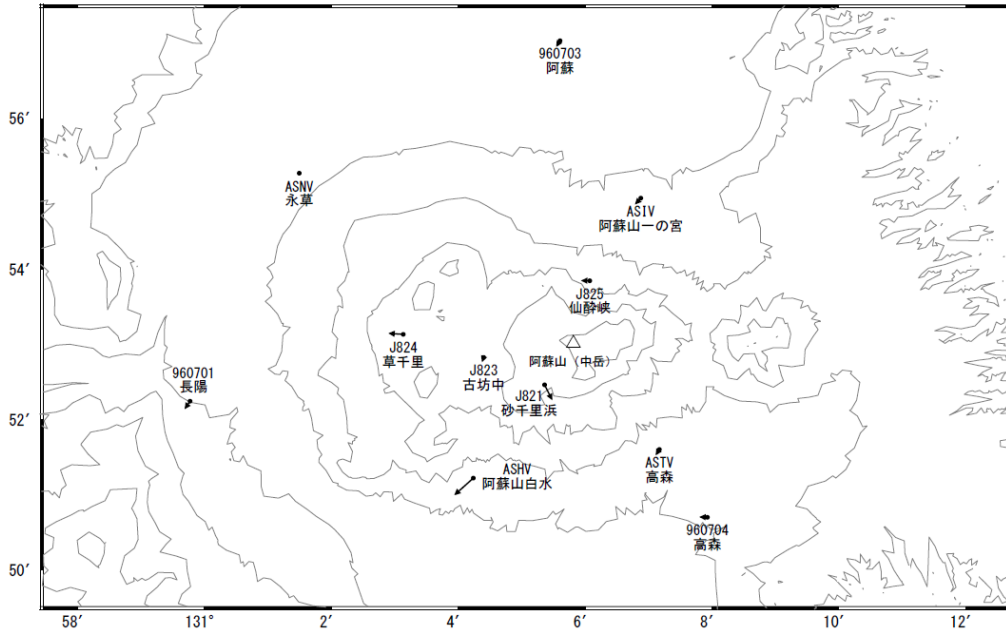 960703
阿蘇
56′
ASNV
永草
ASIV
阿蘇山一の宮
54′
J825
仙酔峡
J824
草千里
阿蘇山（中岳）
J823
古坊中
960701
長陽
J821
砂千里浜
52′
ASHV
阿蘇山白水
ASTV
高森
960704
高森
50′
58′ 131° 2′ 4′ 6′ 8′ 10′ 12′